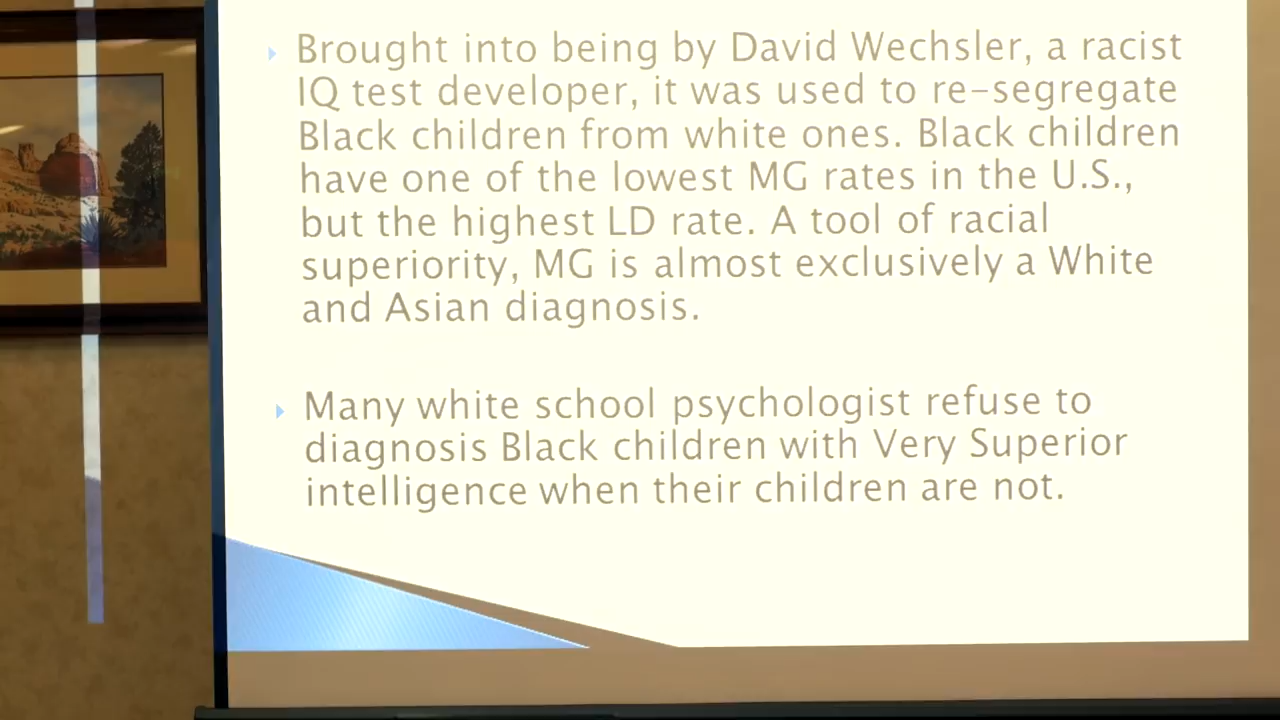 Brought into being by David Wechsler, a racist
IQ test developer, it was used to re-segregate
Black children from white ones. Black children
have one of the lowest MG rates in the U.S.,
but the highest LD rate. A tool of racial
superiority, MG is almost exclusively a White
and Asian diagnosis.
Many white school psychologist refuse to
diagnosis Black children with Very Superior
intelligence when their children are not.